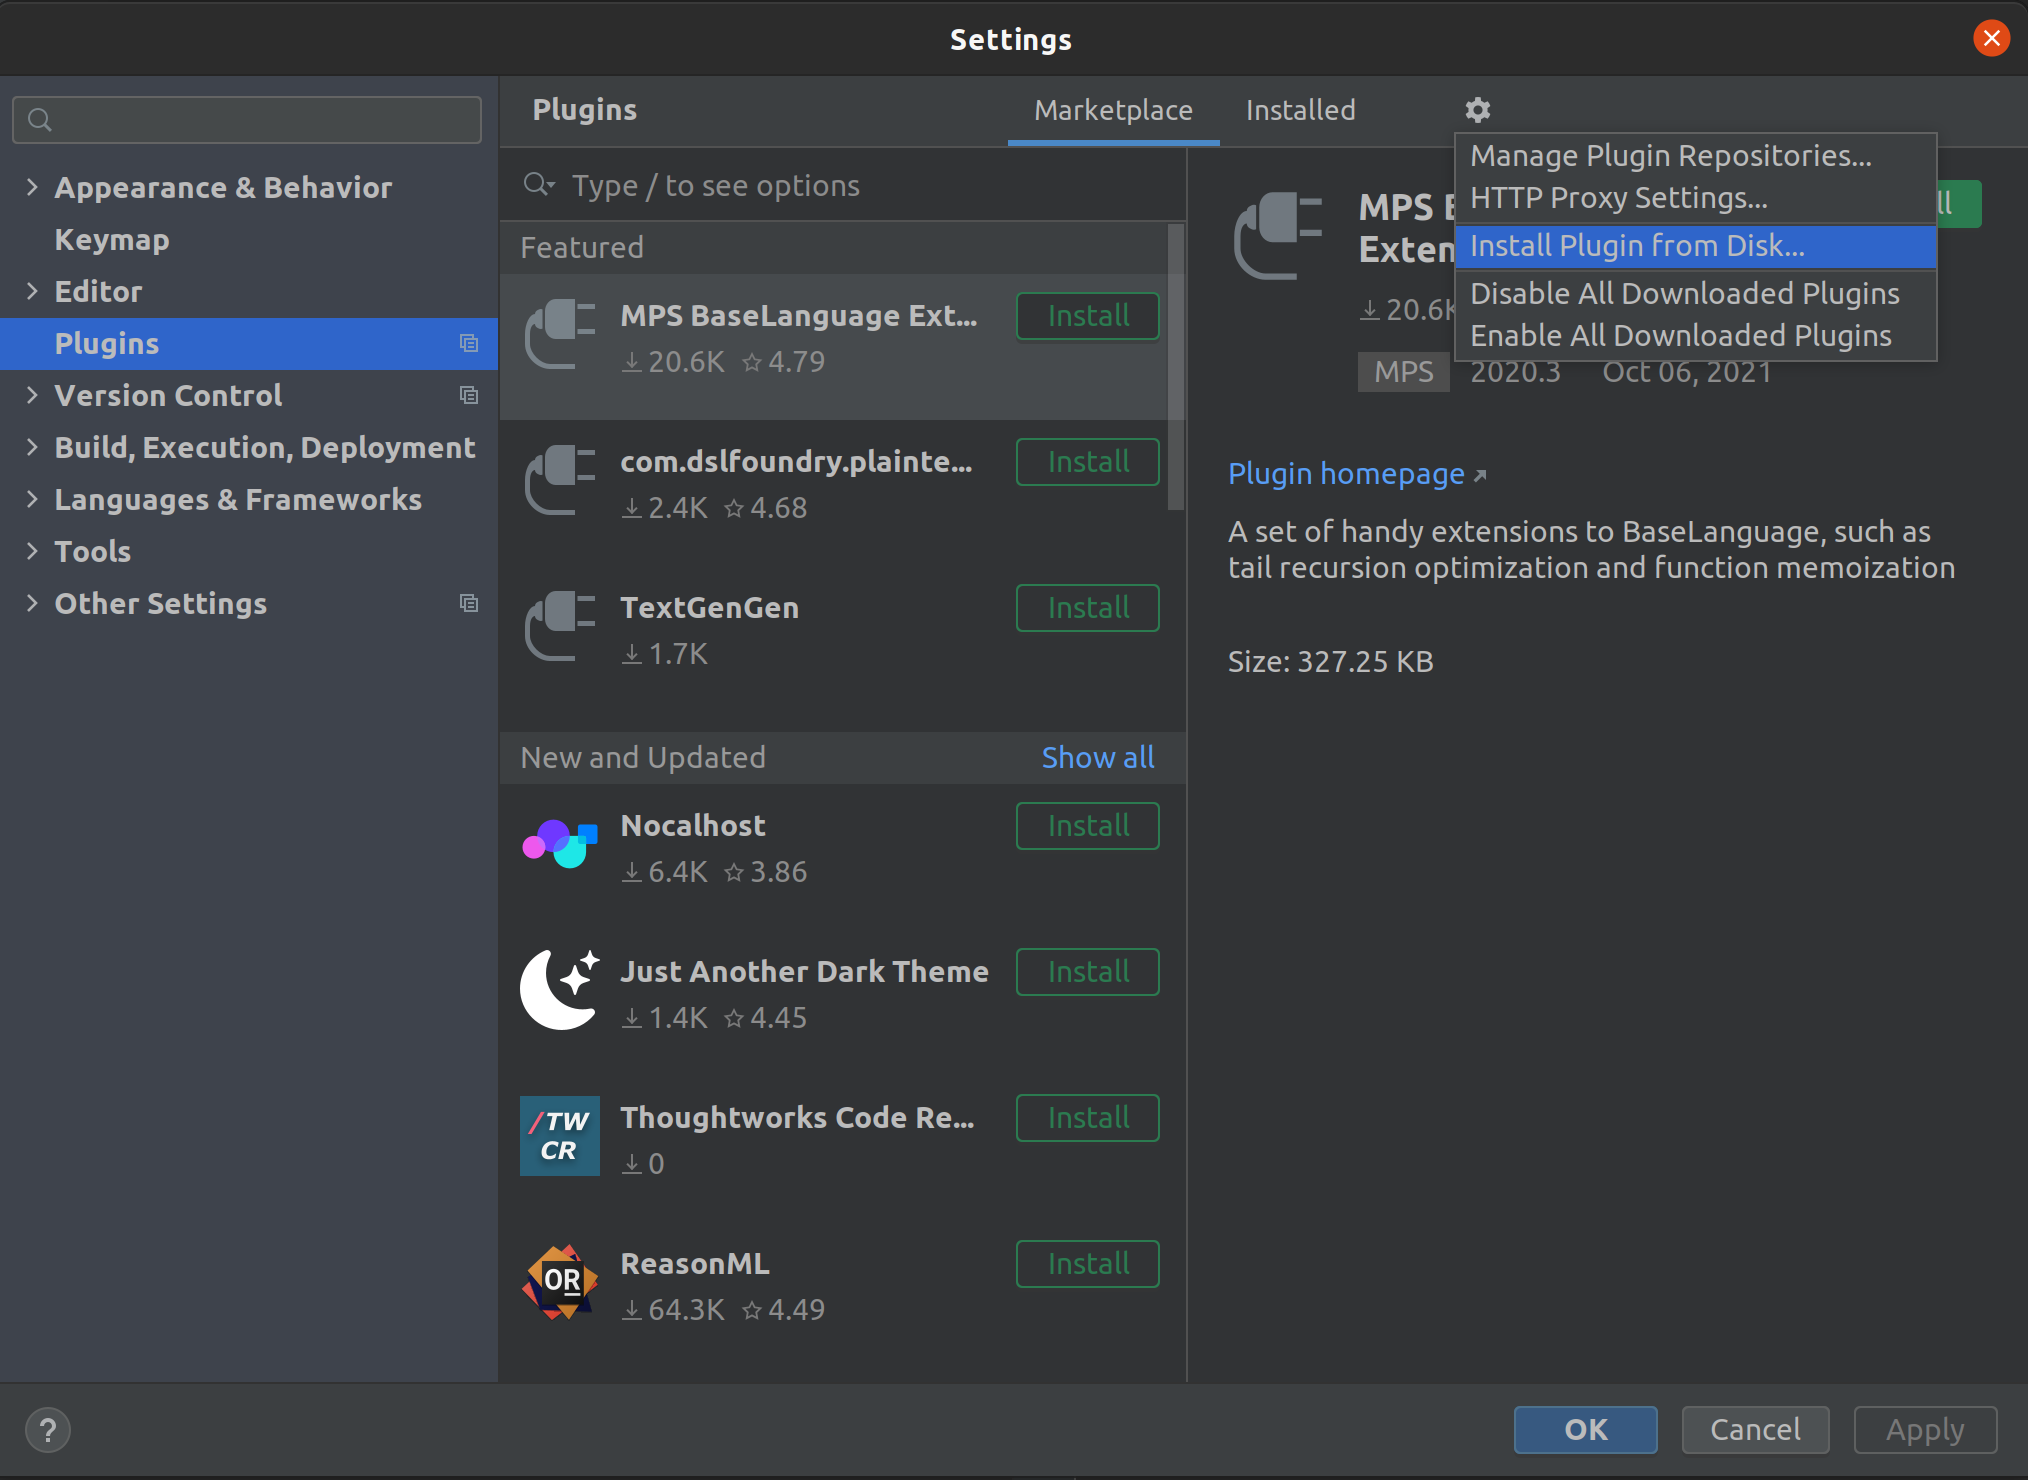 Settings
Appearance & Behavior
Keymap
Editor
Plugins
Version Control
Build, Execution, Deployment
Languages & Frameworks
Tools
Other Settings
Plugins
Marketplace
Installed
Type / to see options
Featured
MPS BaseLanguage Ext...
20.6K 4.79
Install
com.dslfoundry.plainte...
2.4K 4.68
Install
TextGenGen
1.7K
Install
New and Updated
Show all
Nocalhost
6.4K 3.86
Install
Just Another Dark Theme
1.4K 4.45
Install
/TW
CR
Thoughtworks Code Re...
0
Install
OR
ReasonML
64.3K 4.49
Install
Manage Plugin Repositories...
HTTP Proxy Settings...
Install Plugin from Disk...
Disable All Downloaded Plugins
Enable All Downloaded Plugins
MPS
20.6K
MPS 2020.3 Oct 06, 2021
Plugin homepage
A set of handy extensions to BaseLanguage, such as
tail recursion optimization and function memoization
Size: 327.25 KB
?
OK
Cancel
Apply